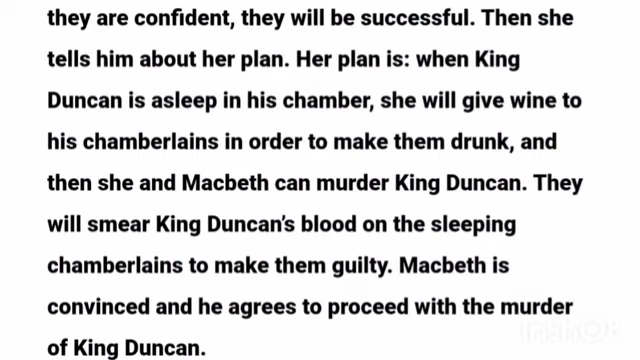 they are confident, they will be successful. Then she
tells him about her plan. Her plan is: when King
Duncan is asleep in his chamber, she will give wine to
his chamberlains in order to make them drunk, and
then she and Macbeth can murder King Duncan. They
will smear King Duncan's blood on the sleeping
chamberlains to make them guilty. Macbeth is
convinced and he agrees to proceed with the murder
of King Duncan.